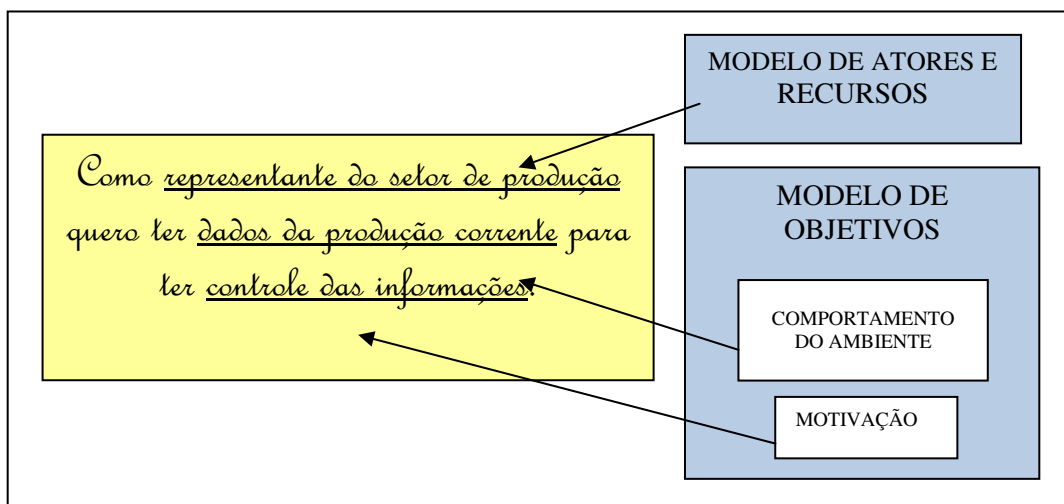 MODELO DE ATORES E
RECURSOS
Como representante do setor de produção
quero ter dados da produção corrente para
ter controle das informações.
MODELO DE
OBJETIVOS
COMPORTAMENTO
DO AMBIENTE
MOTIVAÇÃO